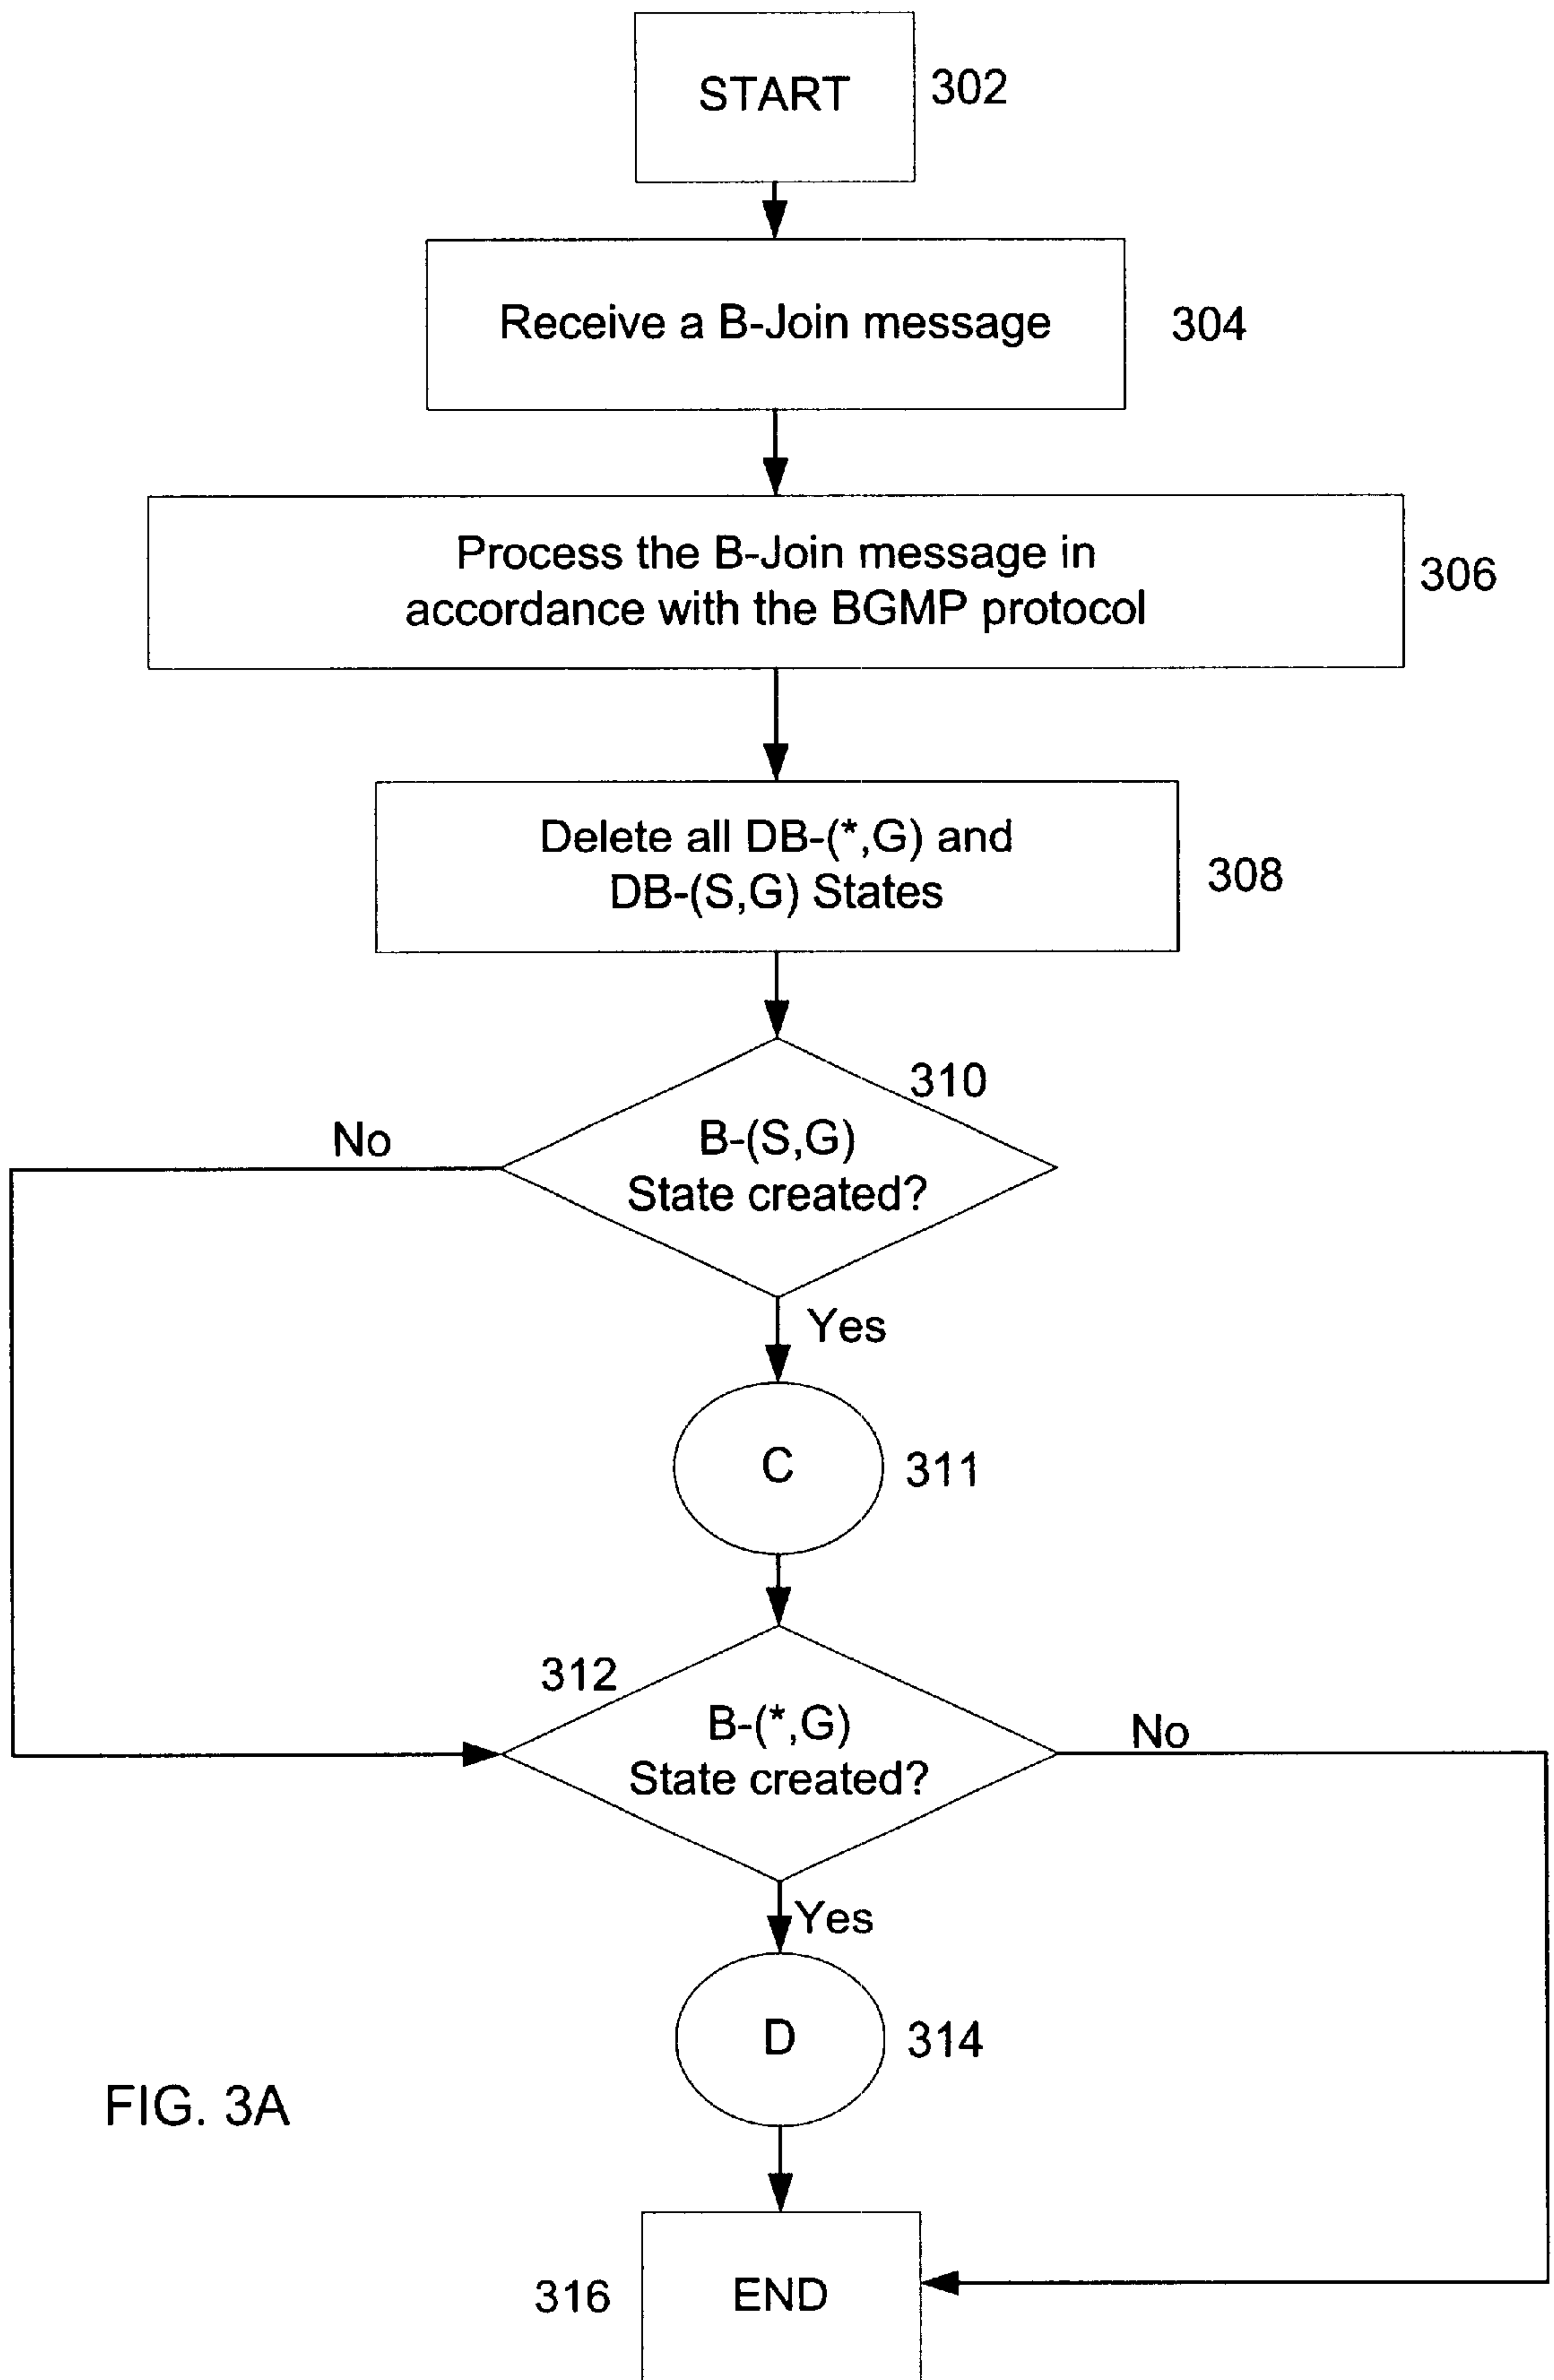 START
302
Receive a B-Join message
304
Process the B-Join message in
accordance with the BGMP protocol
306
Delete all DB-(*,G) and
DB-(S,G) States
308
310
No
B-(S,G)
State created?
Yes
C
311
312
B-(*,G)
State created?
No
Yes
D
314
FIG. 3A
316
END